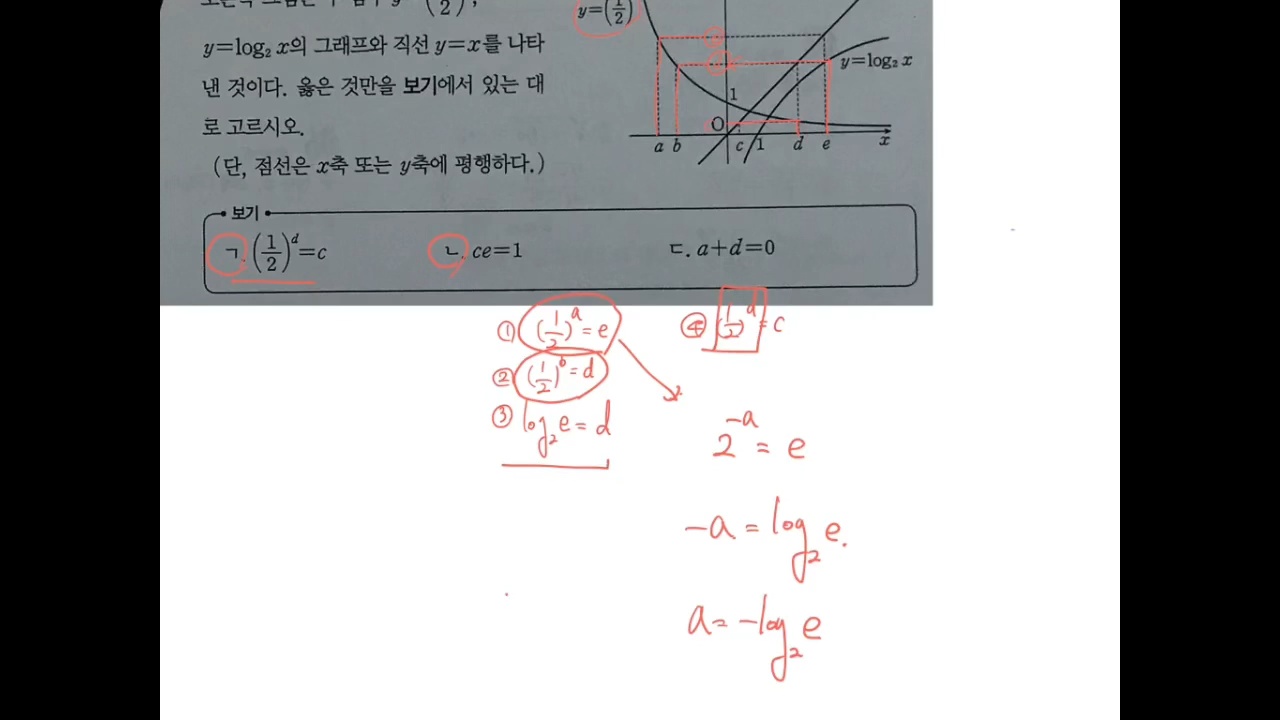 y=log₂ x의 그래프와 직선 y=x를 나타
낸 것이다. 옳은 것만을 보기에서 있는 대
로 고르시오.
(단, 점선은 x축 또는 y축에 평행하다.)
y=(1/2)
y=log₂ x
1
O
a b c 1 d e x
보기
ㄱ. (1/2)^d=c ㄴ. ce=1 ㄷ. a+d=0
① (1/2)^a = e
② (1/2)^b = d
③ log₂ e = d
④ (1/2)^d = c
2^-a = e
-a = log₂ e.
a = -log₂ e